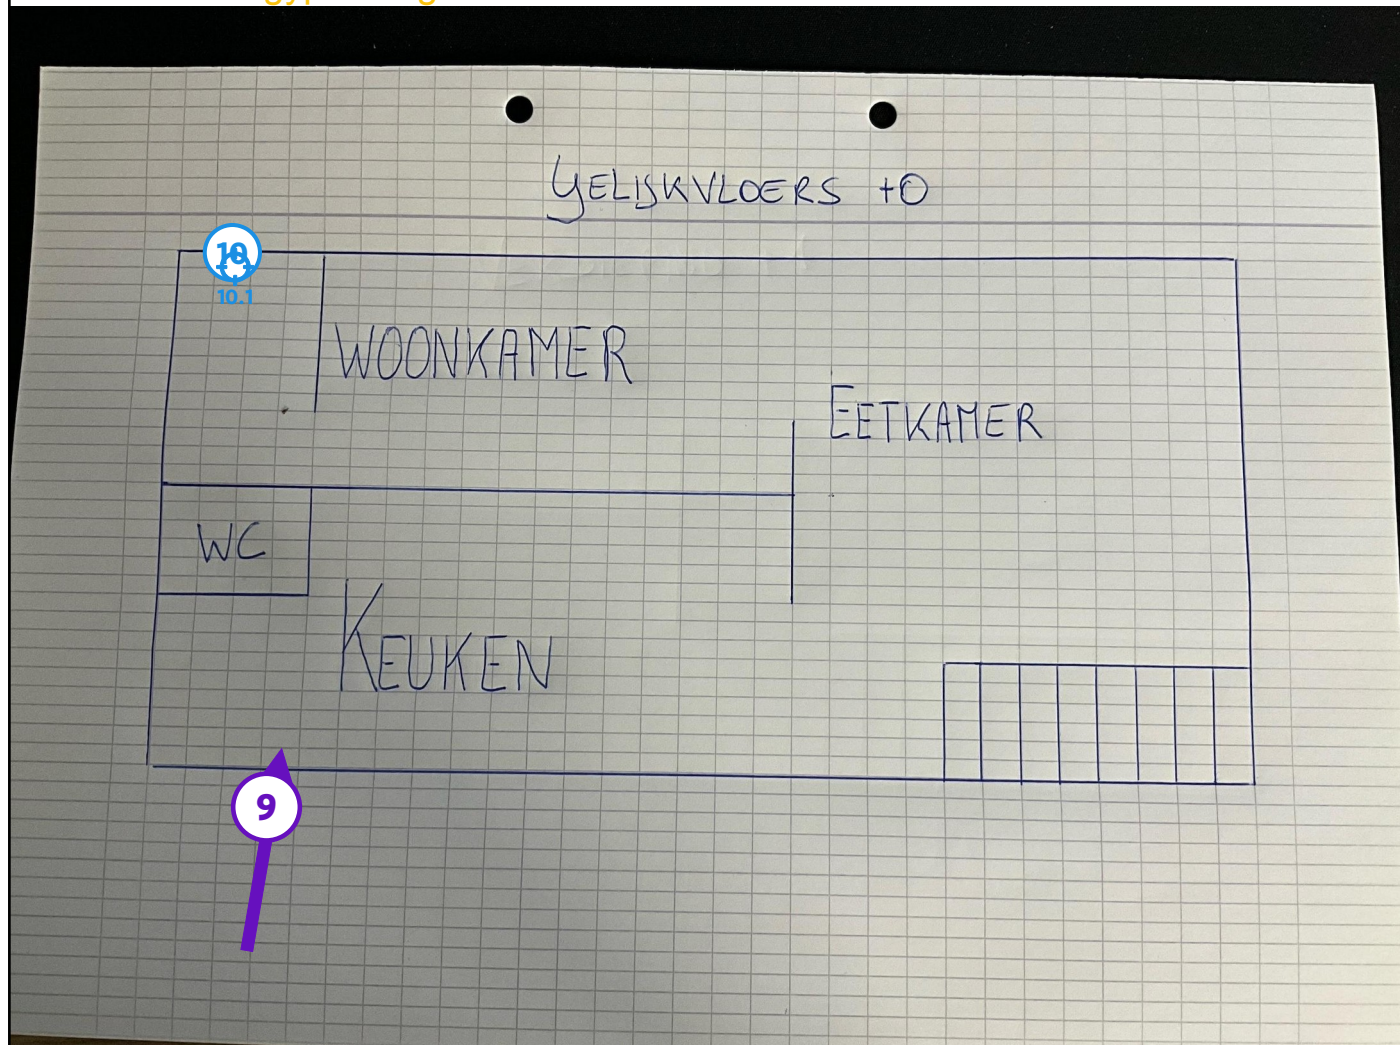 GELIJKVLOERS +0
10
10.1
WOONKAMER
EETKAMER
WC
KEUKEN
9